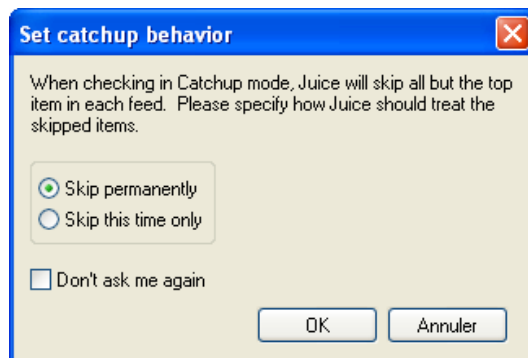 Set catchup behavior
When checking in Catchup mode, Juice will skip all but the top
item in each feed.  Please specify how Juice should treat the
skipped items.
Skip permanently
Skip this time only
Don't ask me again
OK
Annuler